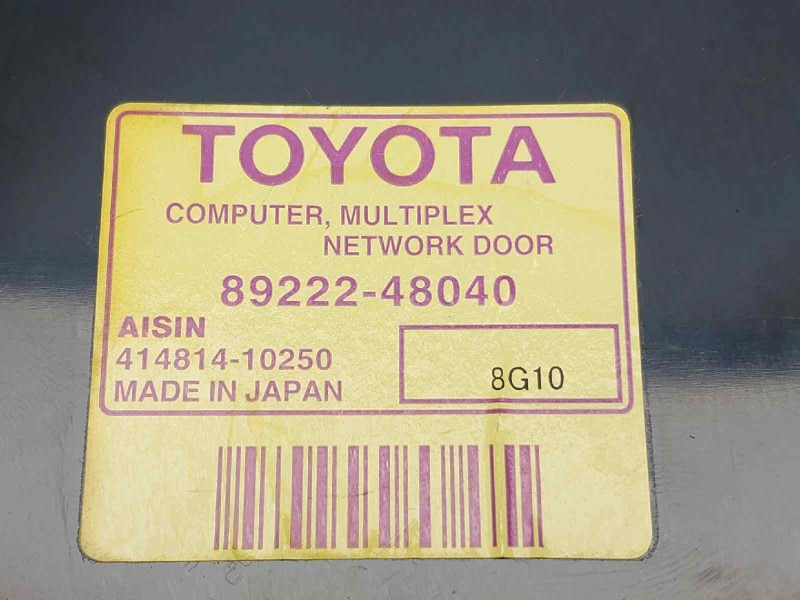 TOYOTA
COMPUTER, MULTIPLEX
NETWORK DOOR
89222-48040
AISIN
414814-10250
MADE IN JAPAN
8G10